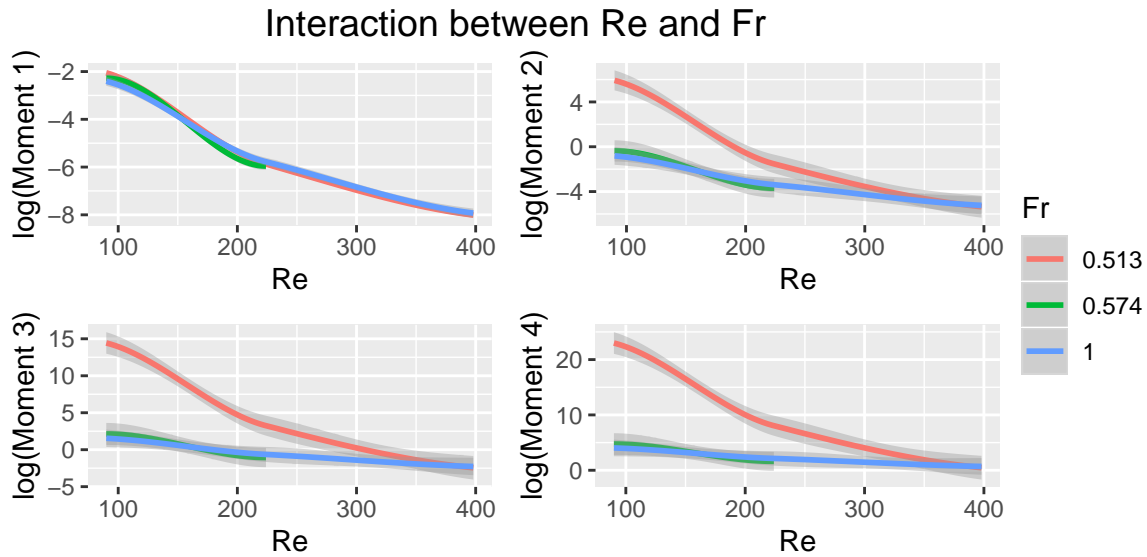 Interaction between Re and Fr
log(Moment 1)
−2
−4
−6
−8
100 200 300 400
Re
log(Moment 2)
4
0
−4
100 200 300 400
Re
log(Moment 3)
15
10
5
0
−5
100 200 300 400
Re
log(Moment 4)
20
10
0
100 200 300 400
Re
Fr
0.513
0.574
1